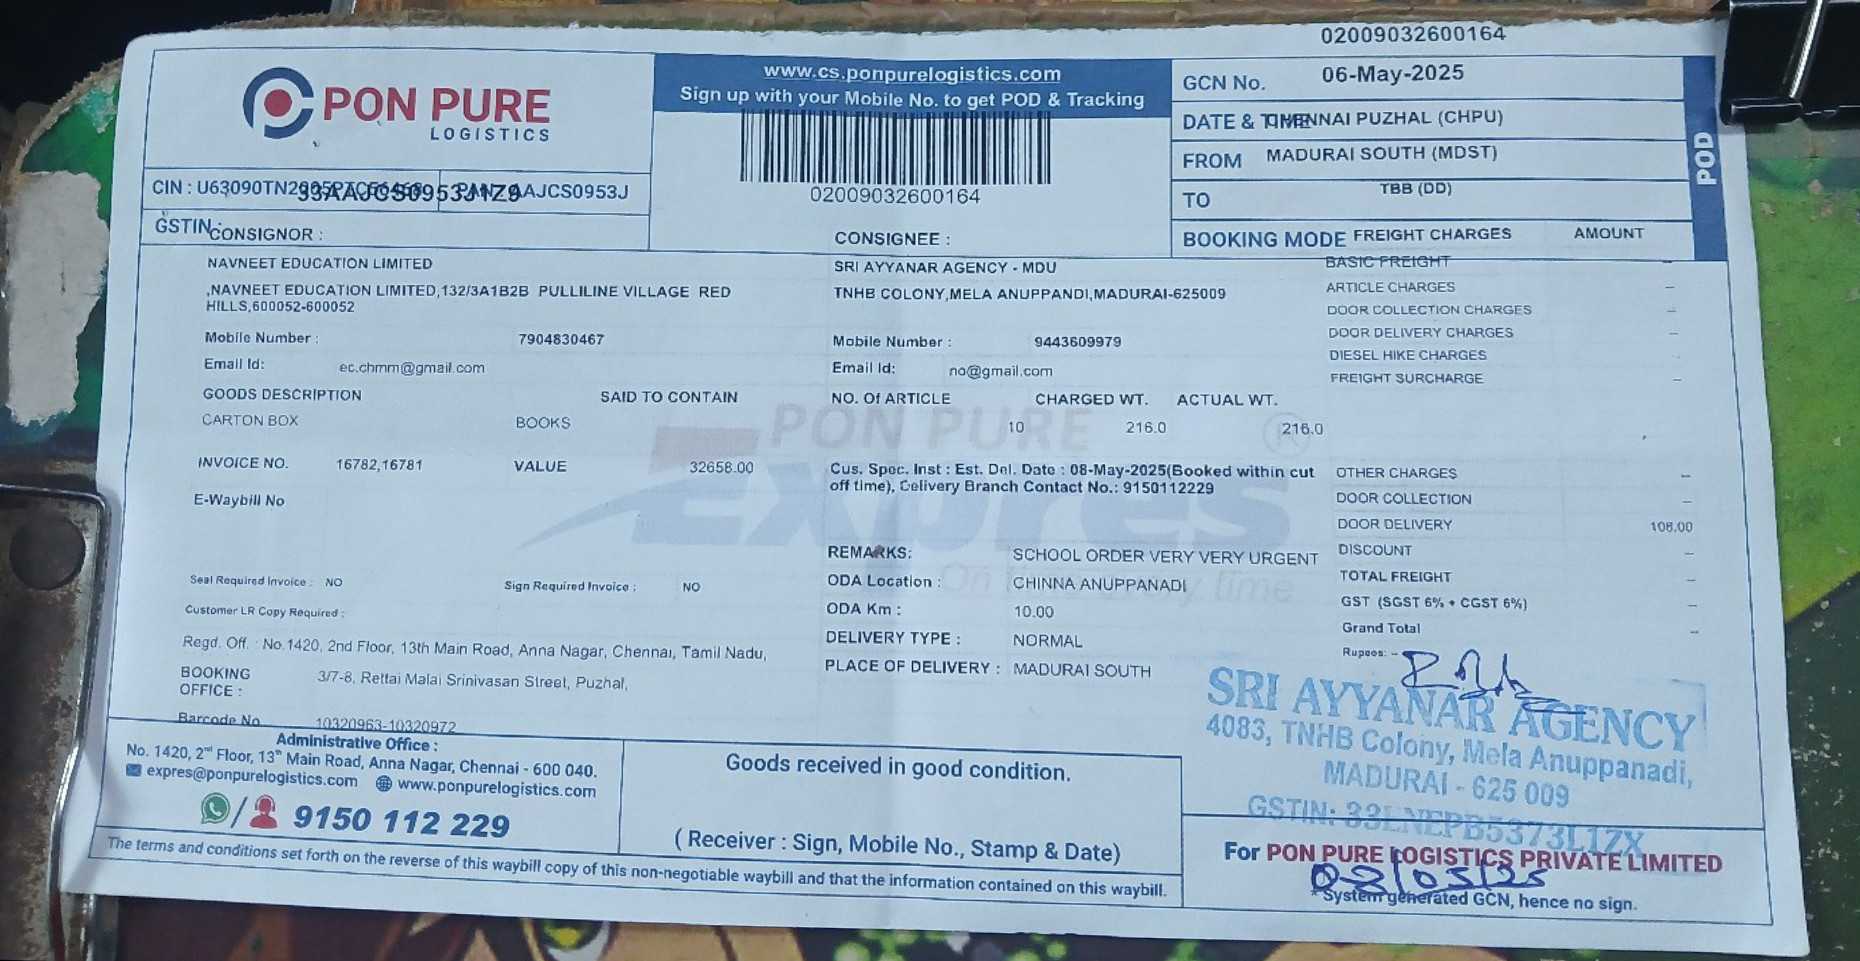 02009032600164
PON PURE
LOGISTICS
www.cs.ponpurelogistics.com
Sign up with your Mobile No. to get POD & Tracking
02009032600164
GCN No. 06-May-2025
DATE & TIME CHENNAI PUZHAL (CHPU)
FROM MADURAI SOUTH (MDST)
TO TBB (DD)
BOOKING MODE FREIGHT CHARGES AMOUNT
POD
CIN : 33AAJCS0953J1Z9 PAN: AAJCS0953J
GSTIN :
CONSIGNOR :
NAVNEET EDUCATION LIMITED
,NAVNEET EDUCATION LIMITED,132/3A1B2B PULLILINE VILLAGE RED
HILLS,600052-600052
Mobile Number : 7904830467
Email Id: ec.chmm@gmail.com
CONSIGNEE :
SRI AYYANAR AGENCY - MDU
TNHB COLONY,MELA ANUPPANDI,MADURAI-625009
Mobile Number : 9443609979
Email Id: no@gmail.com
BASIC FREIGHT –
ARTICLE CHARGES –
DOOR COLLECTION CHARGES –
DOOR DELIVERY CHARGES –
DIESEL HIKE CHARGES -
FREIGHT SURCHARGE –
GOODS DESCRIPTION SAID TO CONTAIN NO. Of ARTICLE CHARGED WT. ACTUAL WT.
CARTON BOX BOOKS 10 216.0 216.0
INVOICE NO. 16782,16781 VALUE 32658.00
E-Waybill No
Cus. Spec. Inst : Est. Del. Date : 08-May-2025(Booked within cut
off time), Delivery Branch Contact No.: 9150112229
PON PURE
Expres
On time every time
OTHER CHARGES –
DOOR COLLECTION –
DOOR DELIVERY 106.00
DISCOUNT –
TOTAL FREIGHT –
GST (SGST 6% + CGST 6%) –
Grand Total –
Rupees: –
REMARKS: SCHOOL ORDER VERY VERY URGENT
ODA Location : CHINNA ANUPPANADI
ODA Km : 10.00
DELIVERY TYPE : NORMAL
PLACE OF DELIVERY : MADURAI SOUTH
Seal Required Invoice : NO Sign Required Invoice : NO
Customer LR Copy Required :
Regd. Off. : No.1420, 2nd Floor, 13th Main Road, Anna Nagar, Chennai, Tamil Nadu,
BOOKING
OFFICE : 3/7-8, Rettai Malai Srinivasan Street, Puzhal,
Barcode No 10320963-10320972
Administrative Office :
No. 1420, 2nd Floor, 13th Main Road, Anna Nagar, Chennai - 600 040.
expres@ponpurelogistics.com www.ponpurelogistics.com
9150 112 229
Goods received in good condition.
( Receiver : Sign, Mobile No., Stamp & Date)
SRI AYYANAR AGENCY
4083, TNHB Colony, Mela Anuppanadi,
MADURAI - 625 009
GSTIN: 33LNEPB5373L1ZX
For PON PURE LOGISTICS PRIVATE LIMITED
* System generated GCN, hence no sign.
The terms and conditions set forth on the reverse of this waybill copy of this non-negotiable waybill and that the information contained on this waybill.